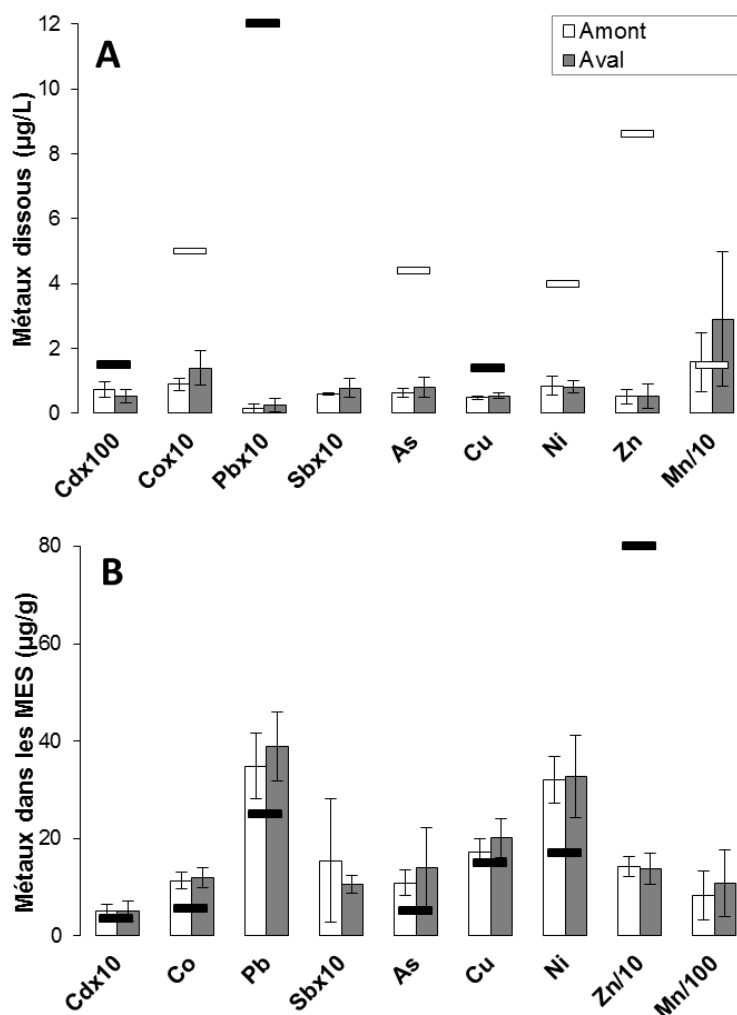 A
Amont
Aval
Métaux dissous (µg/L)
12
10
8
6
4
2
0
Cdx100
Cox10
Pbx10
Sbx10
As
Cu
Ni
Zn
Mn/10
B
Métaux dans les MES (µg/g)
80
60
40
20
0
Cdx10
Co
Pb
Sbx10
As
Cu
Ni
Zn/10
Mn/100